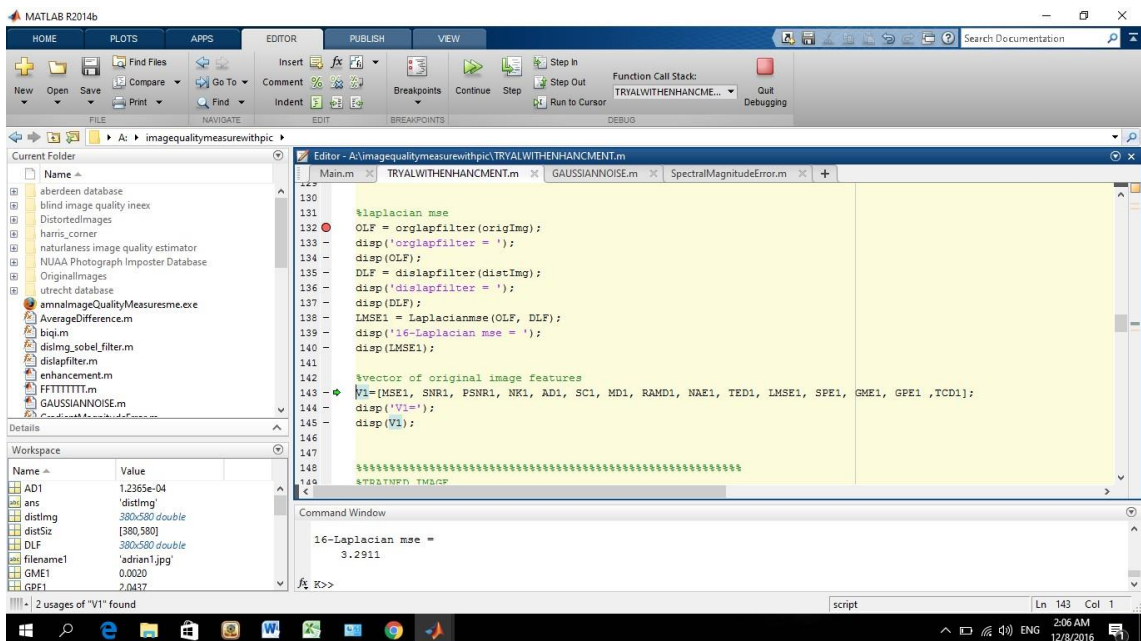 MATLAB R2014b
HOME PLOTS APPS EDITOR PUBLISH VIEW
Search Documentation
New Open Save
Find Files
Compare
Print
Go To
Find
Insert
Comment
Indent
Breakpoints
Continue
Step
Step In
Step Out
Run to Cursor
Function Call Stack:
TRYALWITHENHANCME...
Quit Debugging
FILE NAVIGATE EDIT BREAKPOINTS DEBUG
A: imagequalitymeasurewithpic
Current Folder
Name
aberdeen database
blind image quality ineex
DistortedImages
harris_corner
naturlaness image quality estimator
NUAA Photograph Imposter Database
OriginalImages
utrecht database
amnaImageQualityMeasuresme.exe
AverageDifference.m
biqi.m
disImg_sobel_filter.m
dislapfilter.m
enhancement.m
FFTTTTTT.m
GAUSSIANNOISE.m
GradientMagnitudeError.m
Details
Workspace
Name Value
AD1 1.2365e-04
ans 'distImg'
distImg 380x580 double
distSiz [380,580]
DLF 380x580 double
filename1 'adrian1.jpg'
GME1 0.0020
GPE1 2.0437
Editor - A:\imagequalitymeasurewithpic\TRYALWITHENHANCMENT.m
Main.m TRYALWITHENHANCMENT.m GAUSSIANNOISE.m SpectralMagnitudeError.m +
129
130
131 %laplacian mse
132 OLF = orglapfilter(origImg);
133 - disp('orglapfilter = ');
134 - disp(OLF);
135 - DLF = dislapfilter(distImg);
136 - disp('dislapfilter = ');
137 - disp(DLF);
138 - LMSE1 = Laplacianmse(OLF, DLF);
139 - disp('16-Laplacian mse = ');
140 - disp(LMSE1);
141
142 %vector of original image features
143 - V1=[MSE1, SNR1, PSNR1, NK1, AD1, SC1, MD1, RAMD1, NAE1, TED1, LMSE1, SPE1, GME1, GPE1 ,TCD1];
144 - disp('V1=');
145 - disp(V1);
146
147
148 %%%%%%%%%%%%%%%%%%%%%%%%%%%%%%%%%%%%%%%%%%%%%%%%%%%%%%%%%%
149 %TRAINED IMAGE
Command Window
16-Laplacian mse =
3.2911
fx K>>
2 usages of "V1" found
script
Ln 143 Col 1
ENG
2:06 AM
12/8/2016